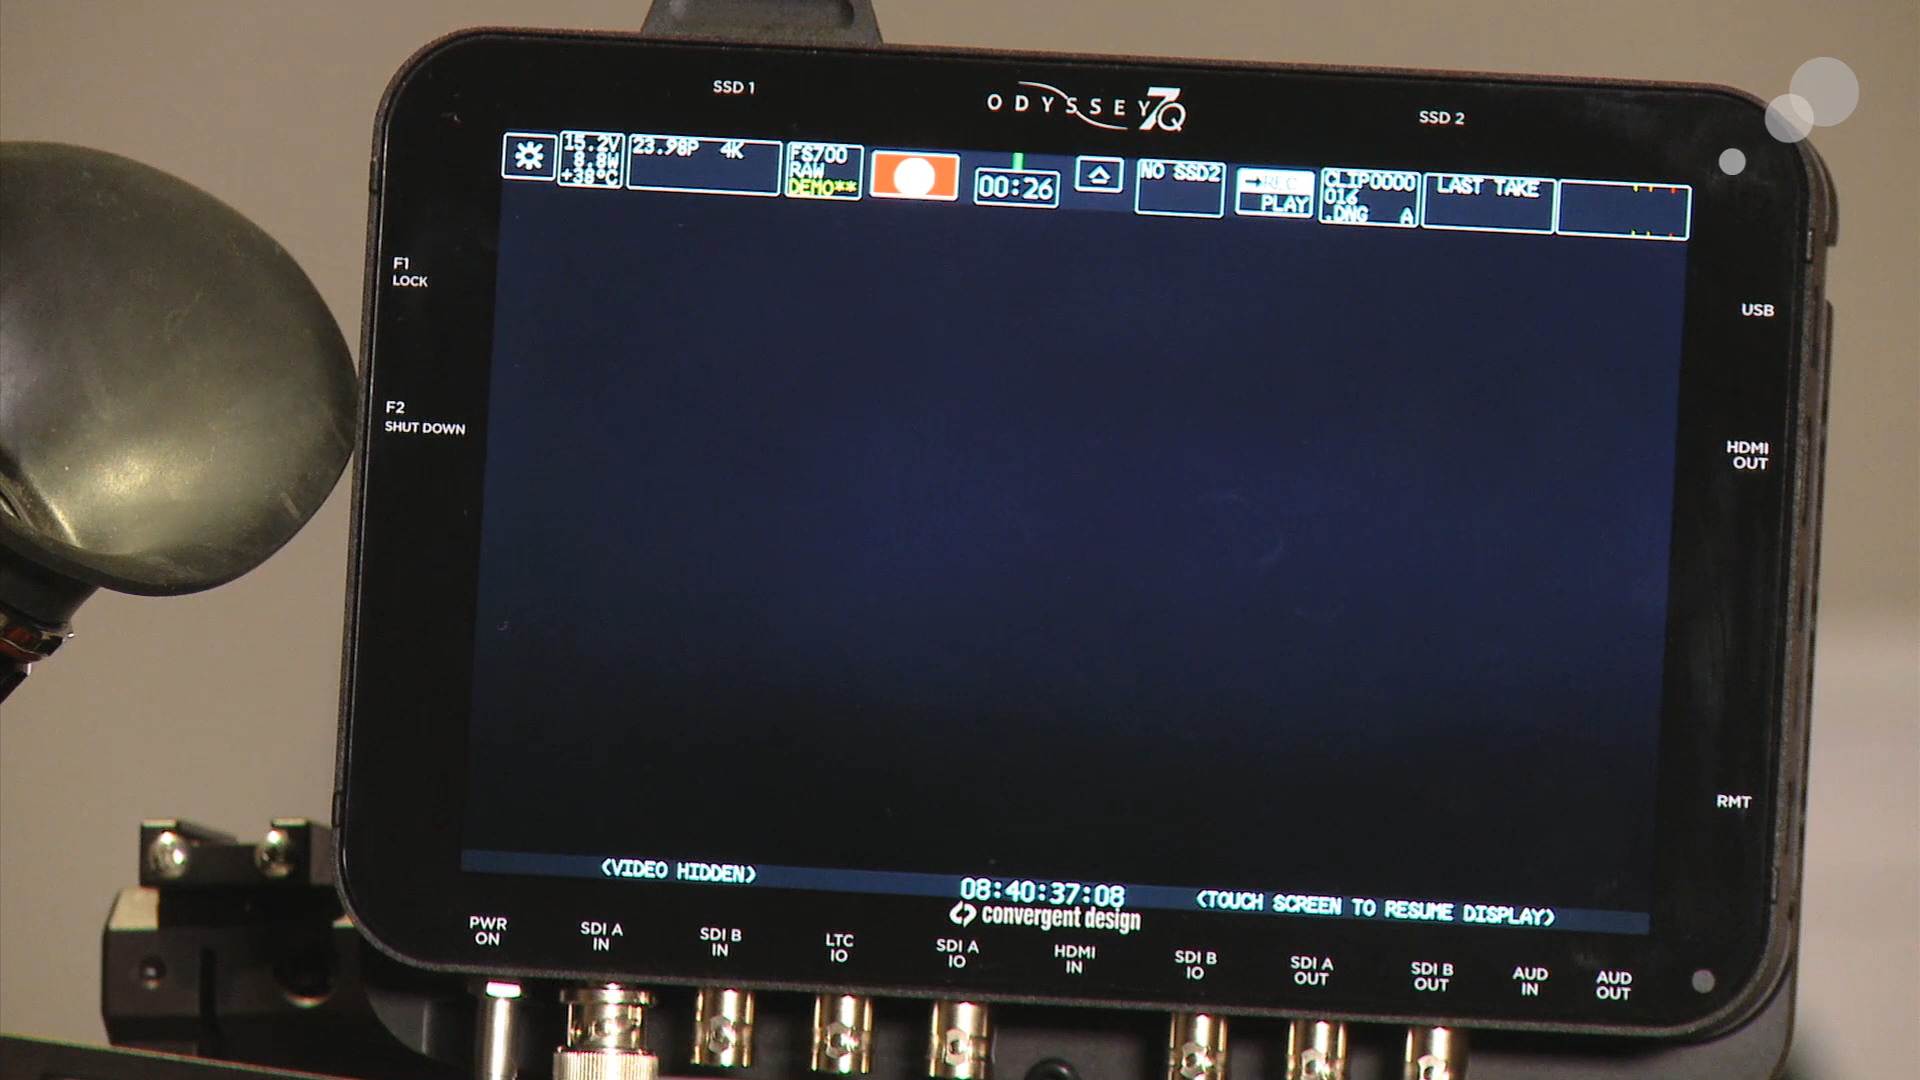 SSD 1
ODYSSEY7Q
SSD 2
15.2V
8.8W
+38°C
23.98P 4K
FS700
RAW
DEMO**
00:26
NO SSD2
→REC
PLAY
CLIP0000
016
.DNG A
LAST TAKE
F1
LOCK
F2
SHUT DOWN
USB
HDMI
OUT
RMT
<VIDEO HIDDEN>
08:40:37:08
<TOUCH SCREEN TO RESUME DISPLAY>
convergent design
PWR
ON
SDI A
IN
SDI B
IN
LTC
IO
SDI A
IO
HDMI
IN
SDI B
IO
SDI A
OUT
SDI B
OUT
AUD
IN
AUD
OUT